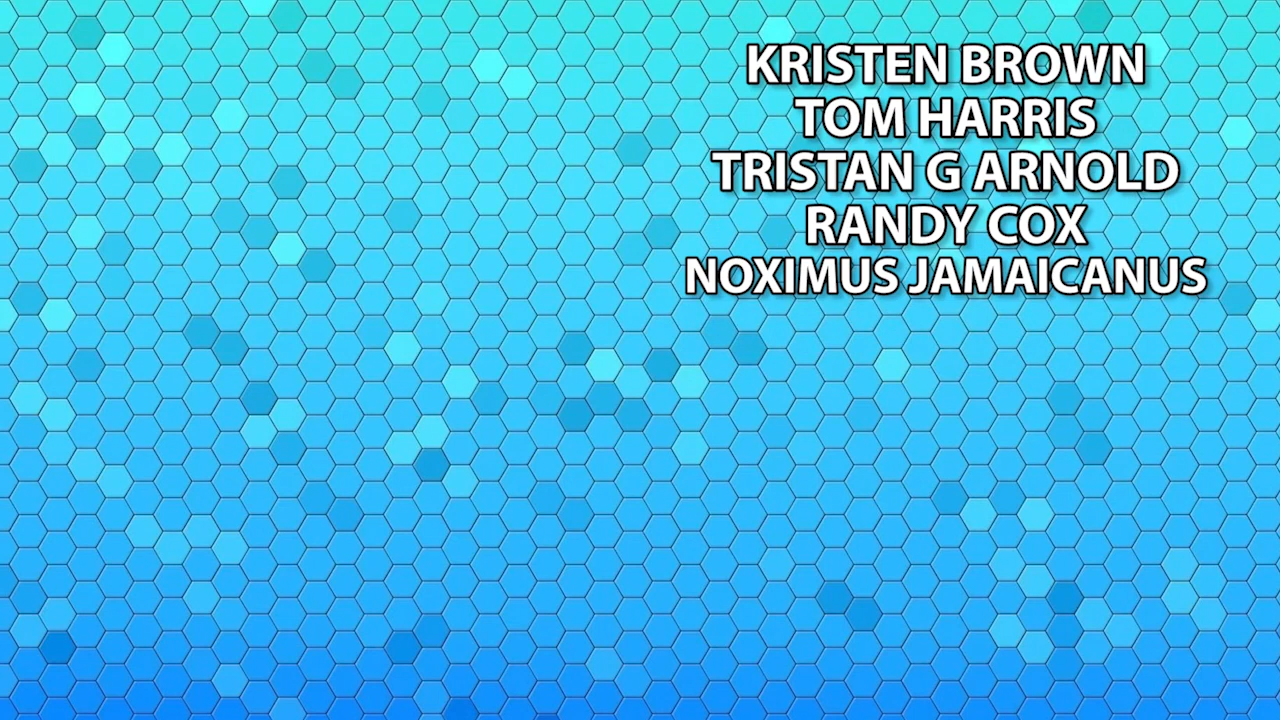 KRISTEN BROWN
TOM HARRIS
TRISTAN G ARNOLD
RANDY COX
NOXIMUS JAMAICANUS